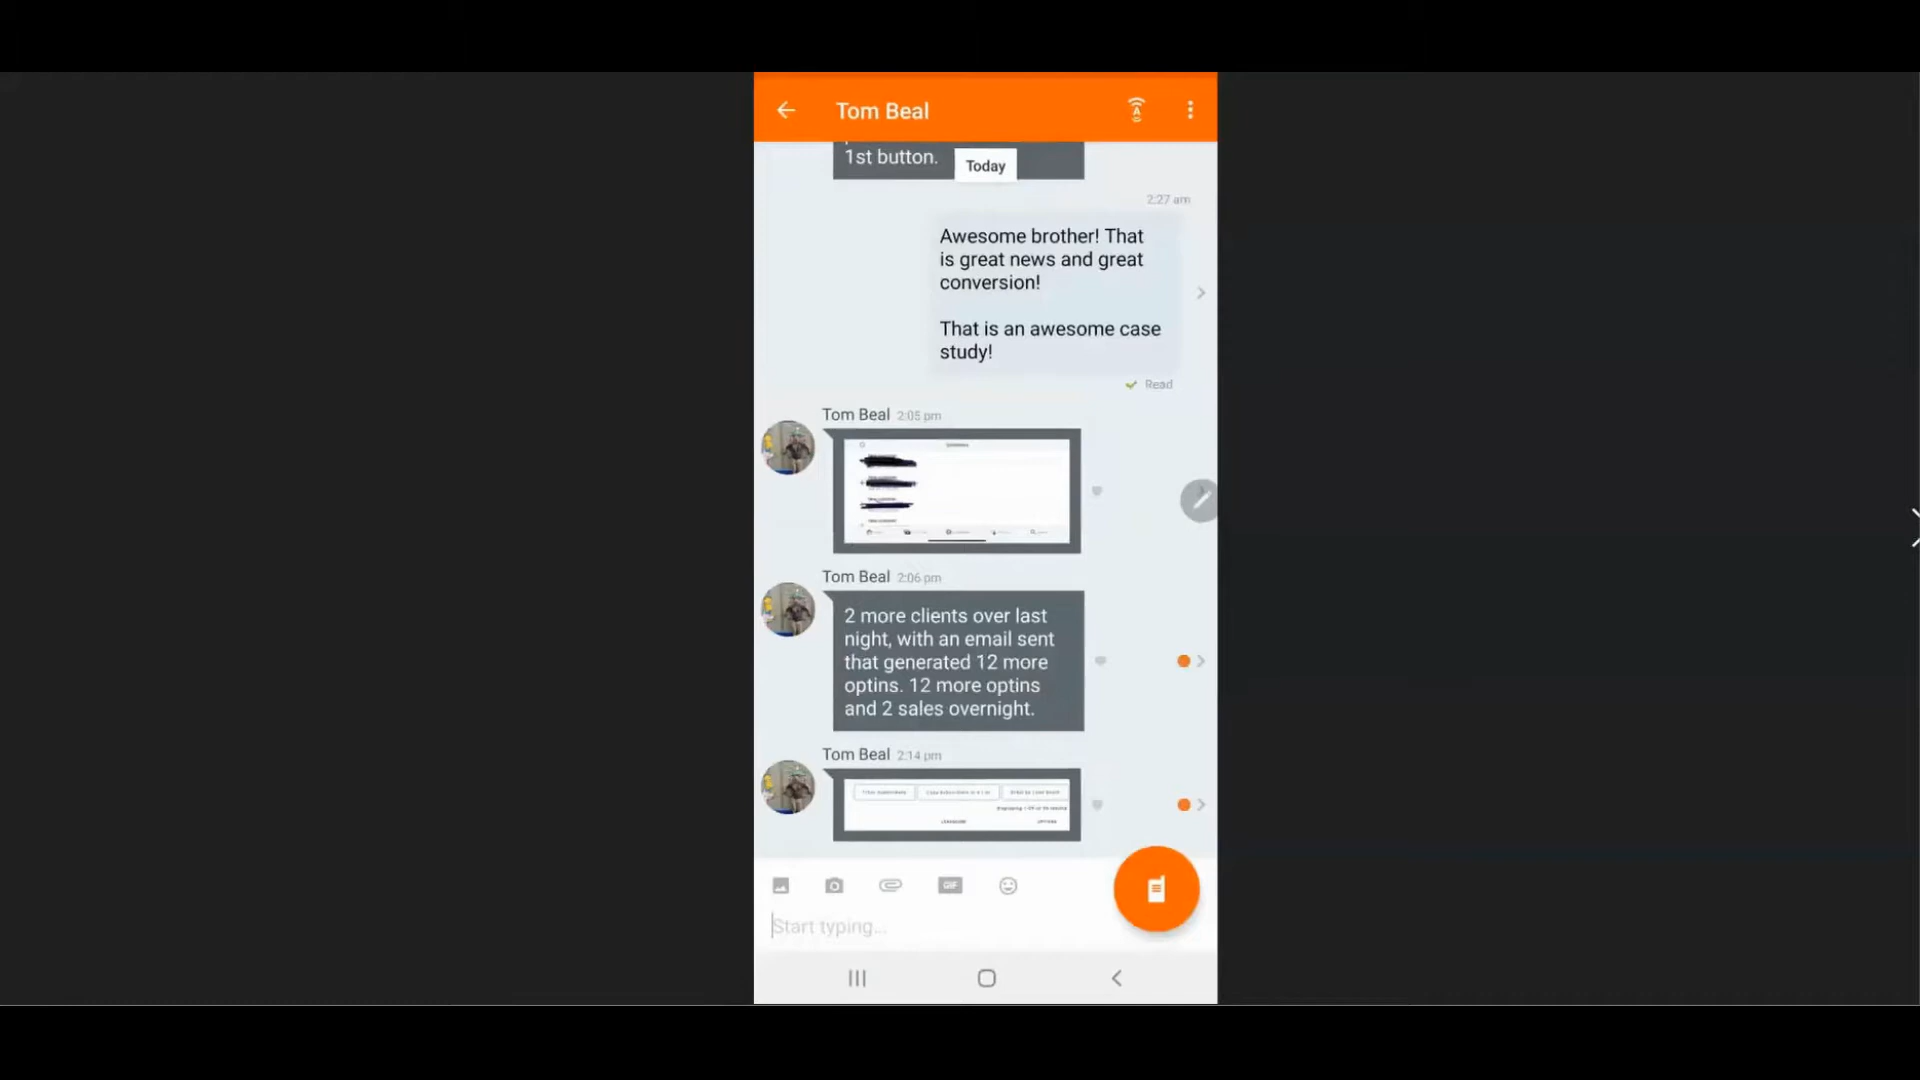 Tom Beal
1st button.
Today
2:27 am
Awesome brother! That
is great news and great
conversion!
That is an awesome case
study!
Read
Tom Beal 2:05 pm
Tom Beal 2:06 pm
2 more clients over last
night, with an email sent
that generated 12 more
optins. 12 more optins
and 2 sales overnight.
Tom Beal 2:14 pm
GIF
Start typing...